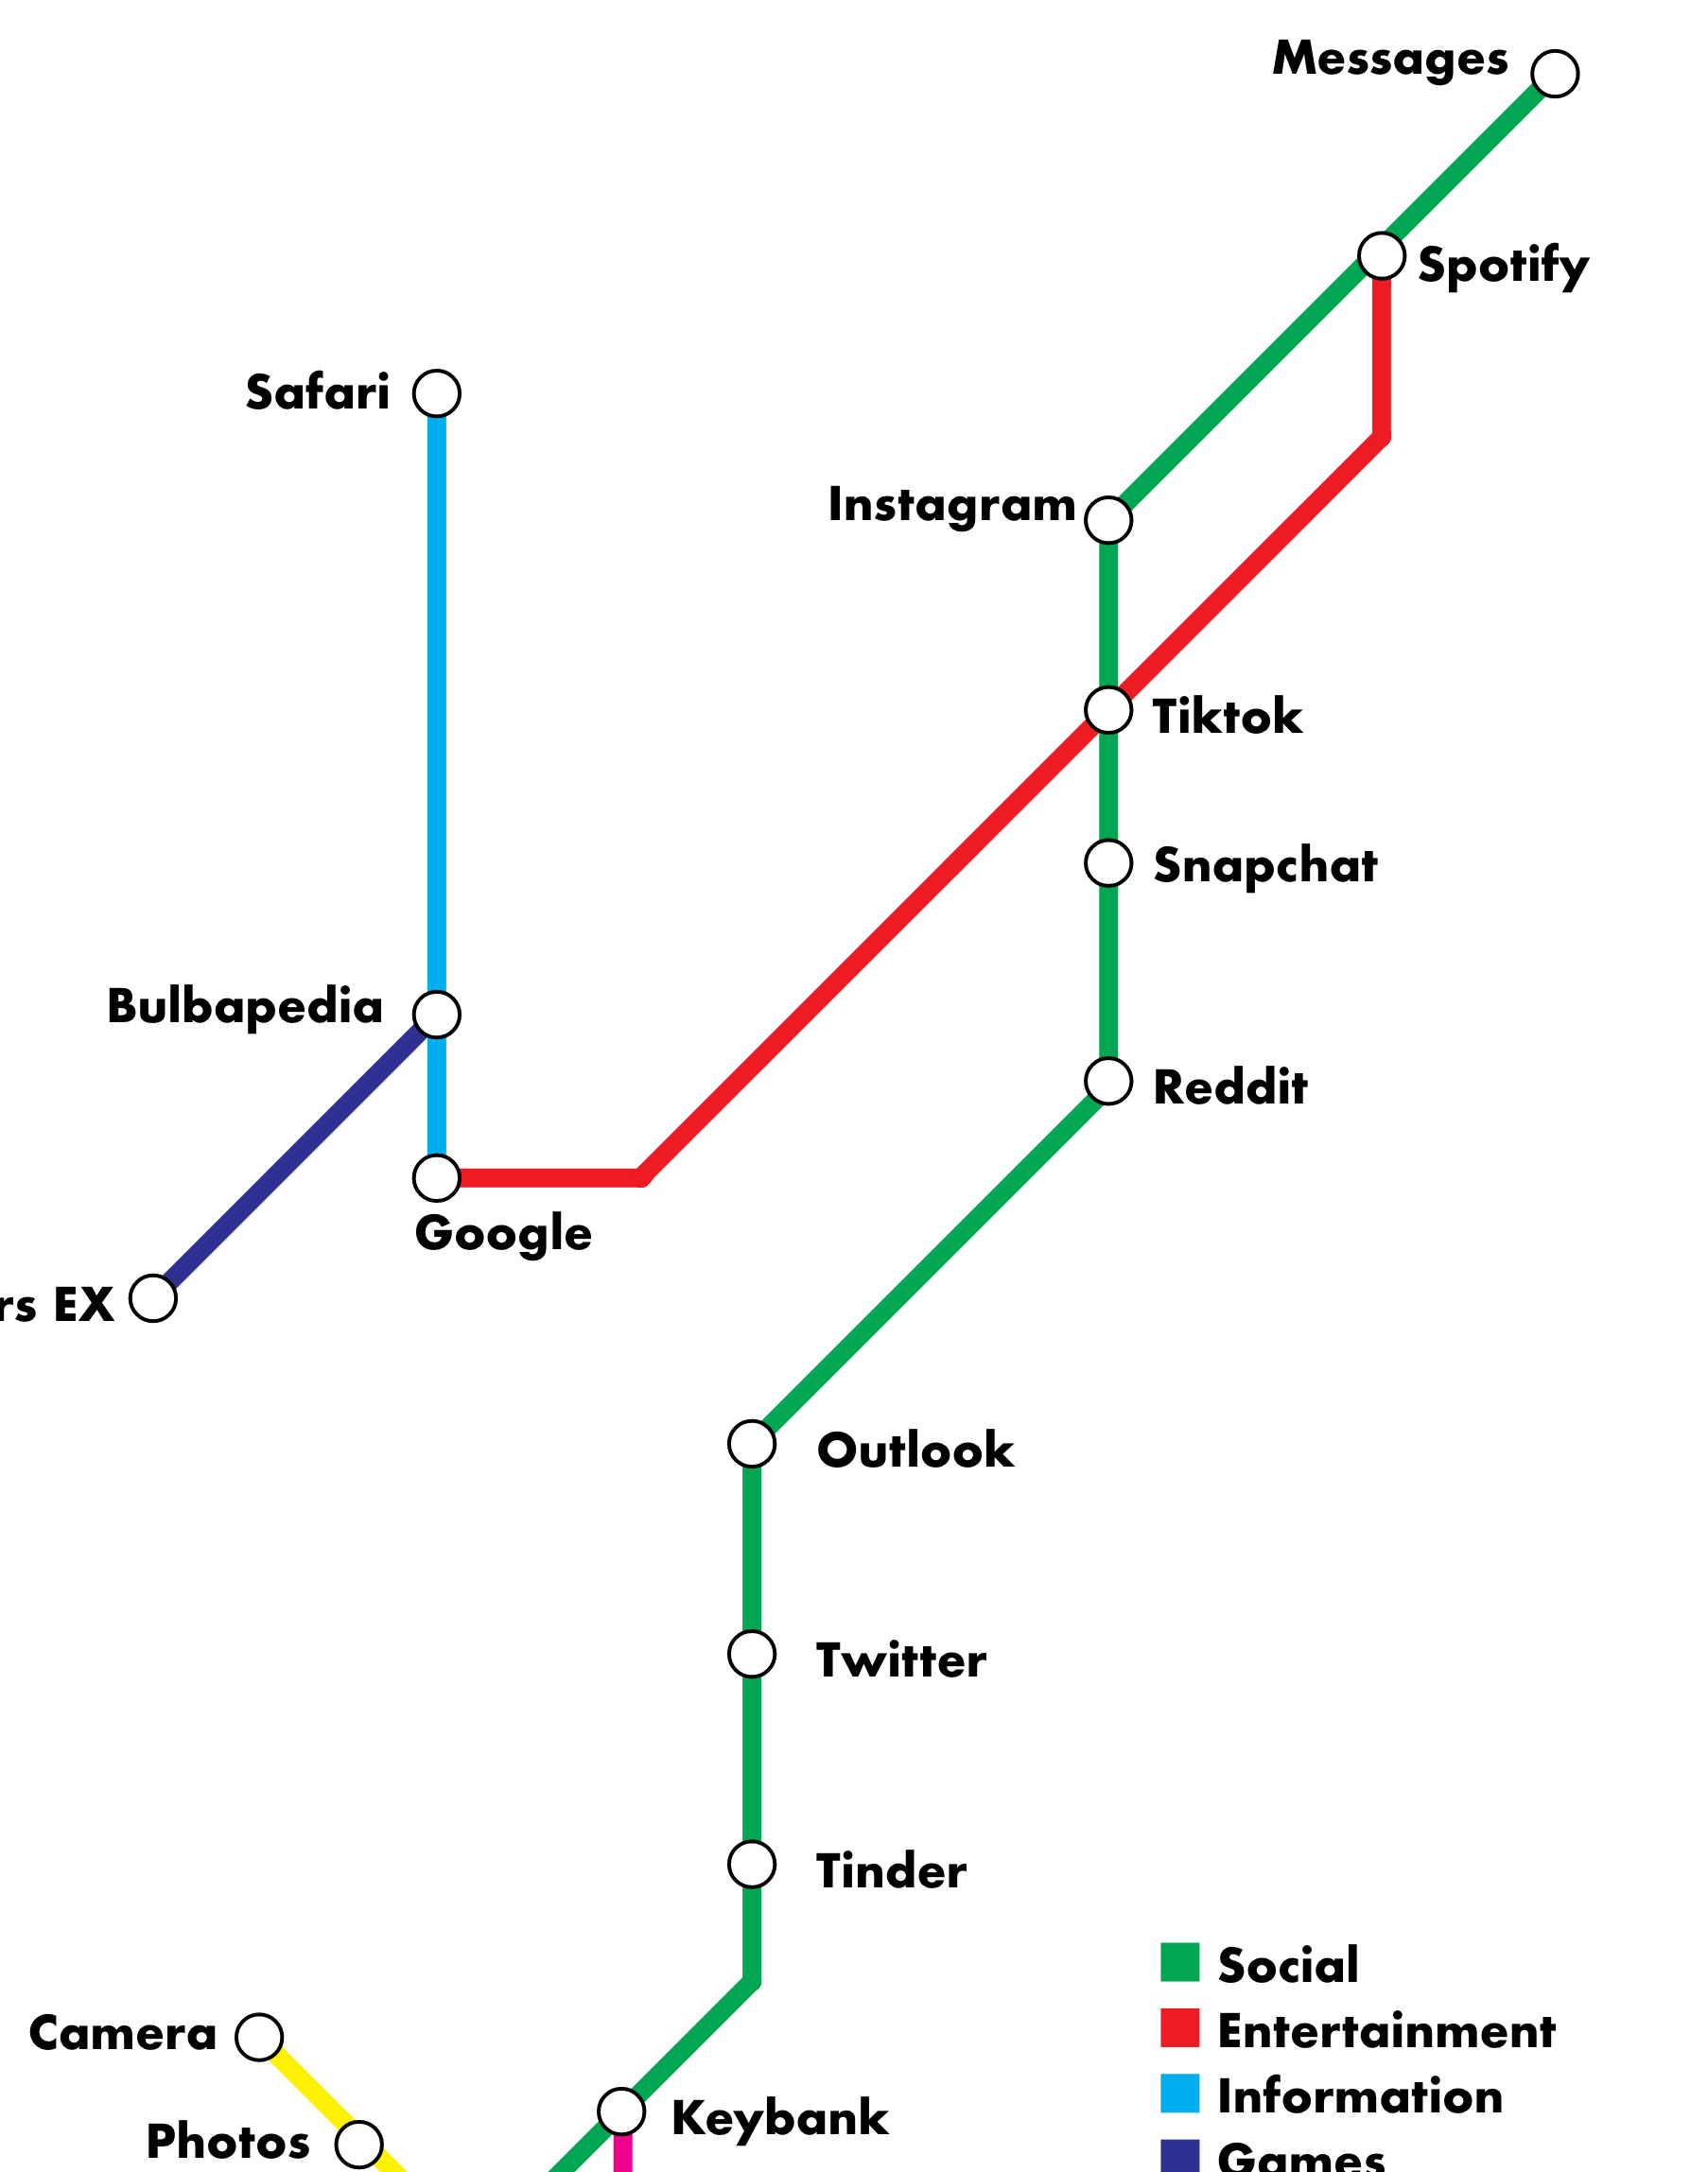 Messages
Spotify
Safari
Instagram
Tiktok
Snapchat
Bulbapedia
Reddit
Google
rs EX
Outlook
Twitter
Tinder
Social
Camera
Entertainment
Information
Keybank
Photos
Games